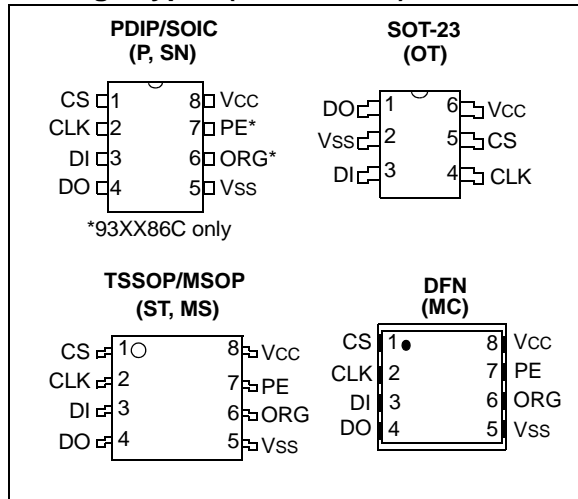 PDIP/SOIC
(P, SN)
CS 1 8 VCC
CLK 2 7 PE*
DI 3 6 ORG*
DO 4 5 VSS
*93XX86C only
SOT-23
(OT)
DO 1 6 VCC
VSS 2 5 CS
DI 3 4 CLK
TSSOP/MSOP
(ST, MS)
CS 1 8 VCC
CLK 2 7 PE
DI 3 6 ORG
DO 4 5 VSS
DFN
(MC)
CS 1 8 VCC
CLK 2 7 PE
DI 3 6 ORG
DO 4 5 VSS